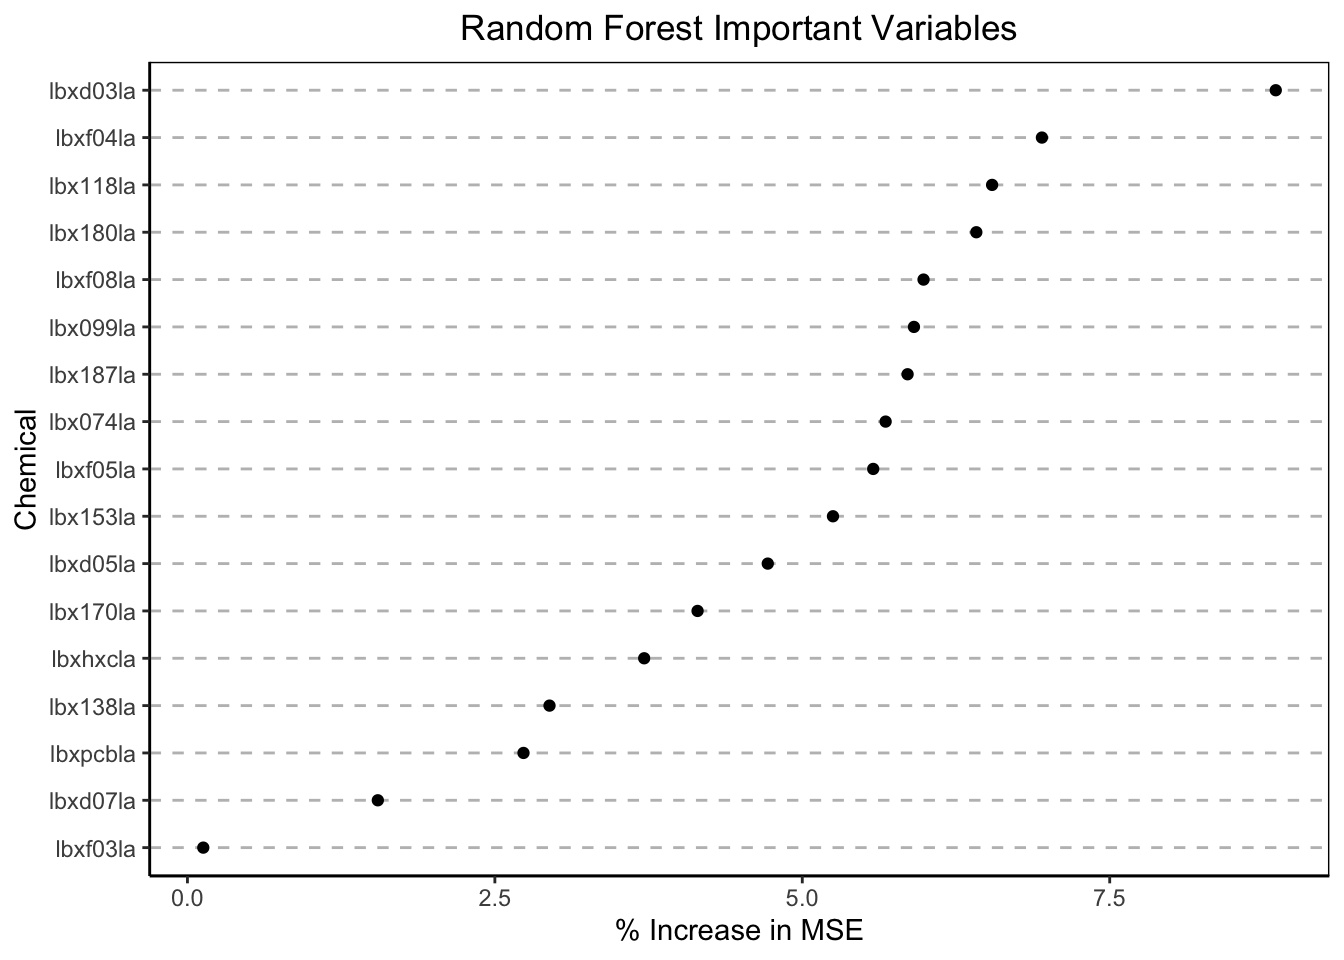 Random Forest Important Variables
Chemical
lbxd03la
lbxf04la
lbx118la
lbx180la
lbxf08la
lbx099la
lbx187la
lbx074la
lbxf05la
lbx153la
lbxd05la
lbx170la
lbxhxcla
lbx138la
lbxpcbla
lbxd07la
lbxf03la
0.0 2.5 5.0 7.5
% Increase in MSE